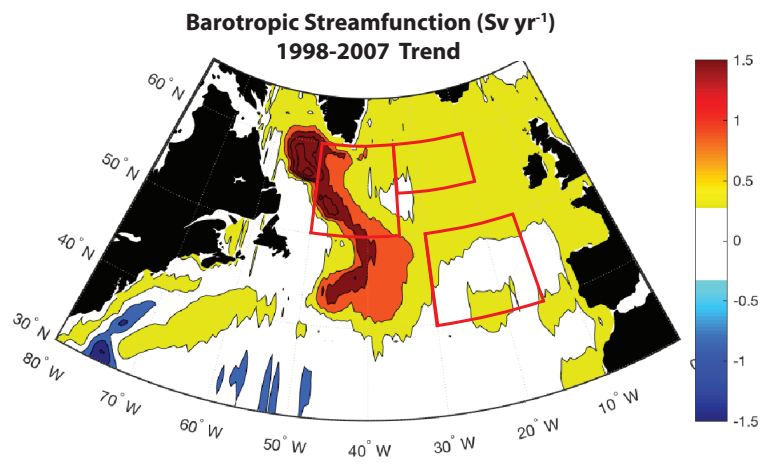 Barotropic Streamfunction (Sv yr⁻¹)
1998-2007 Trend
60° N
50° N
40° N
30° N
80° W
70° W
60° W
50° W
40° W
30° W
20° W
10° W
1.5
1
0.5
0
-0.5
-1
-1.5